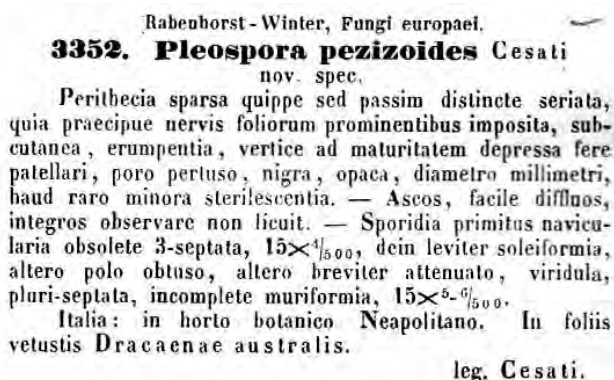 Rabenhorst-Winter, Fungi europaei.
3352. Pleospora pezizoides Cesati
nov. spec.
Perithecia sparsa quippe sed passim distincte seriata,
quia praecipue nervis foliorum prominentibus imposita, sub-
cutanea, erumpentia, vertice ad maturitatem depressa fere
patellari, poro pertuso, nigra, opaca, diametro millimetri,
haud raro minora sterilescentia. — Ascos, facile diffluos,
integros observare non licuit. — Sporidia primitus navicu-
laria obsolete 3-septata, 15×4/500, dein leviter soleiformia,
altero polo obtuso, altero breviter attenuato, viridula,
pluri-septata, incomplete muriformia, 15×5-6/500.
Italia: in horto botanico Neapolitano. In foliis
vetustis Dracaenae australis.
leg. Cesati.